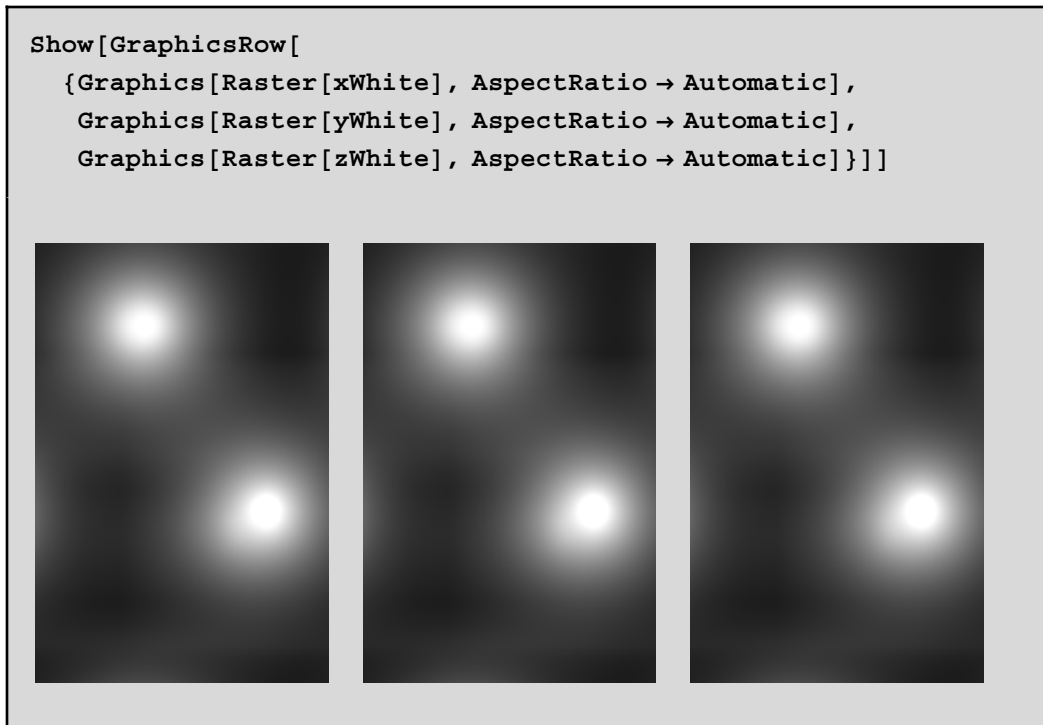 Show[GraphicsRow[
{Graphics[Raster[xWhite], AspectRatio → Automatic],
Graphics[Raster[yWhite], AspectRatio → Automatic],
Graphics[Raster[zWhite], AspectRatio → Automatic]}]]